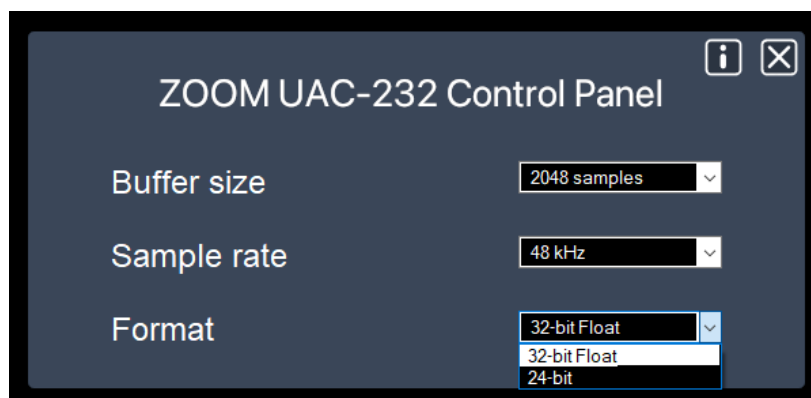 ZOOM UAC-232 Control Panel
Buffer size
2048 samples
Sample rate
48 kHz
Format
32-bit Float
32-bit Float
24-bit